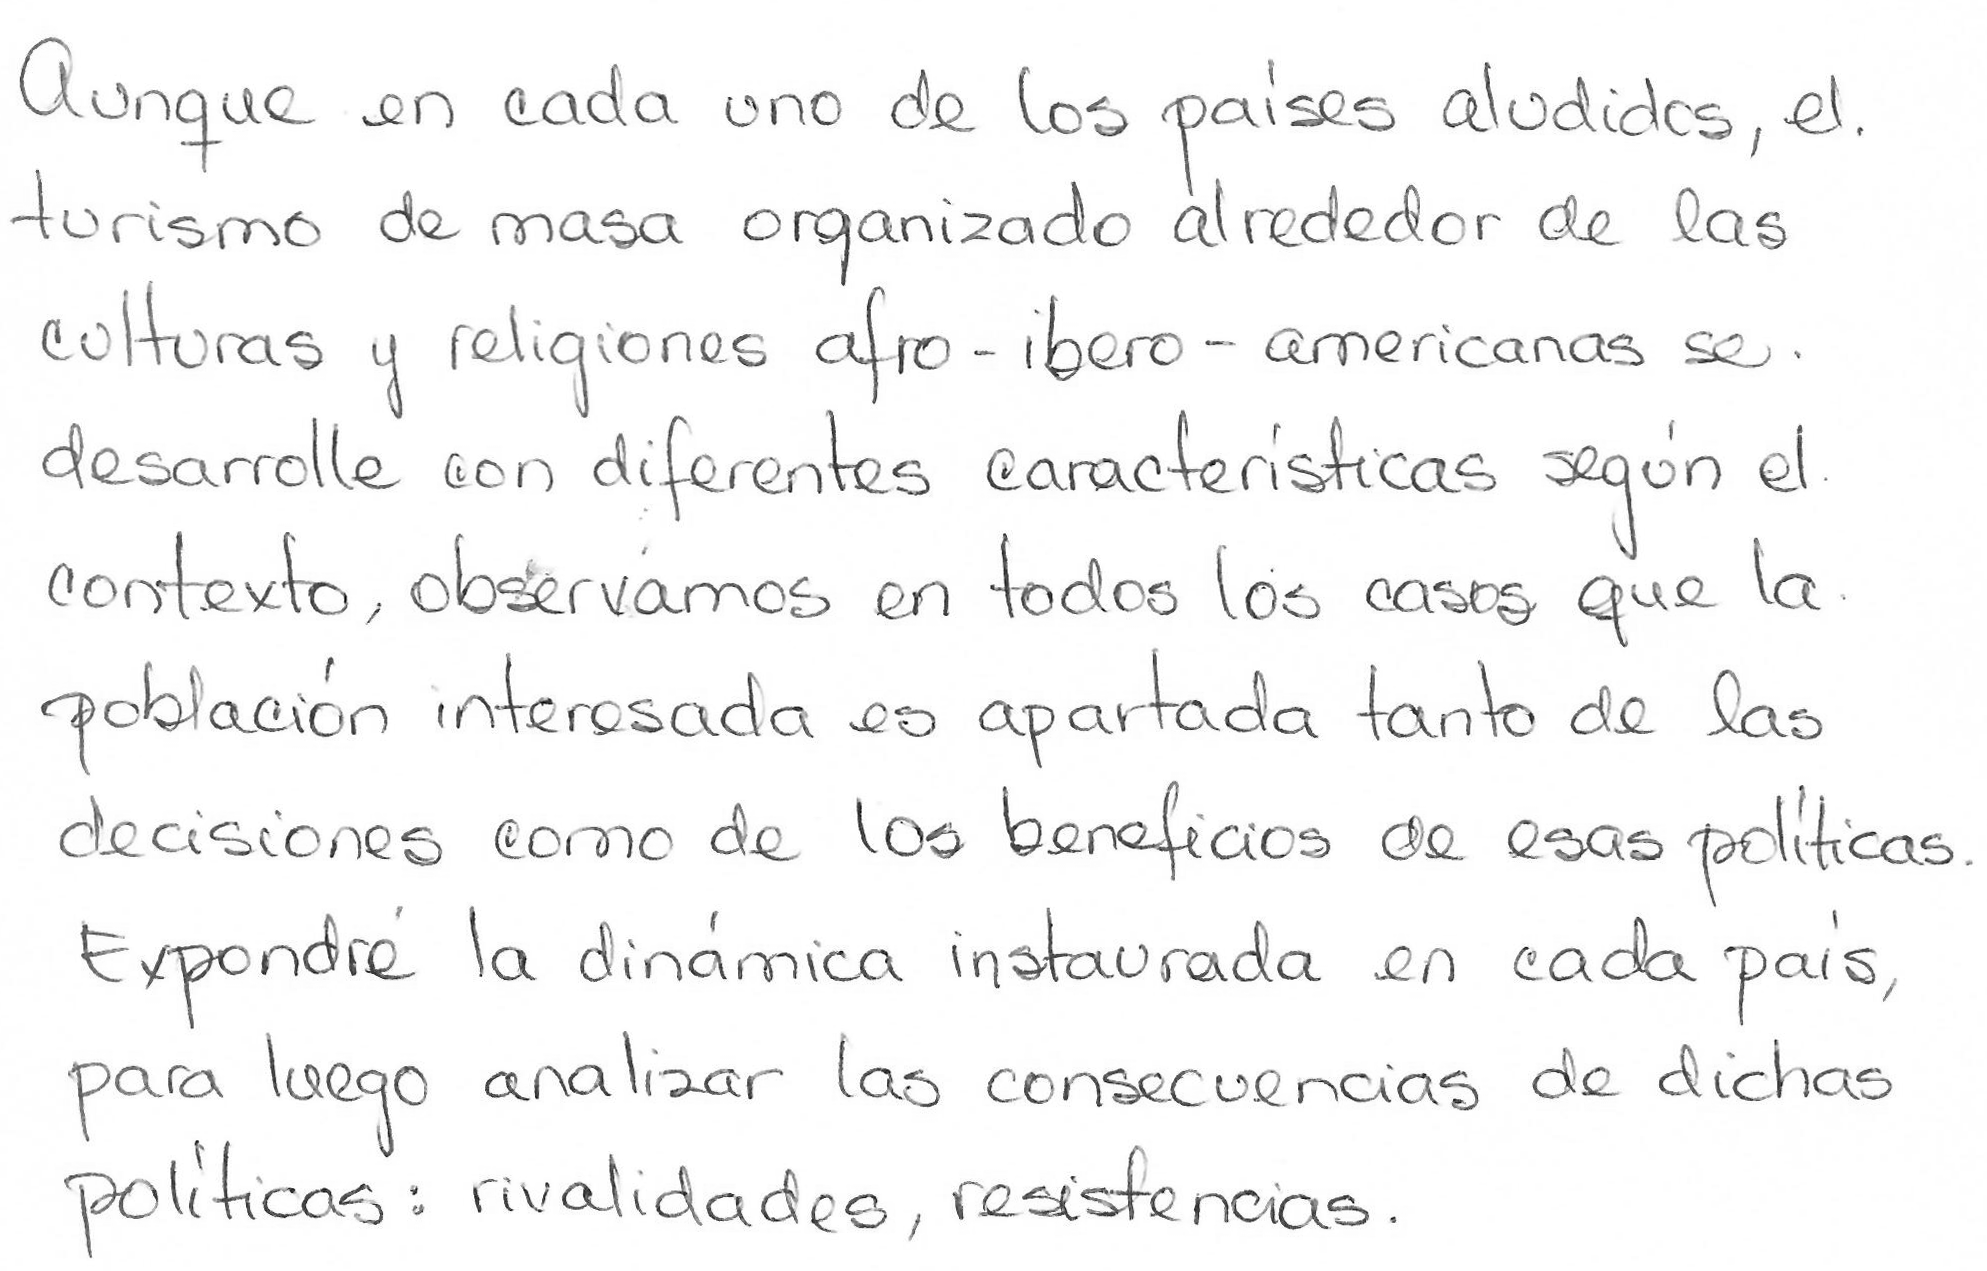 Aunque en cada uno de los países aludidos, el
turismo de masa organizado alrededor de las
culturas y religiones afro-ibero-americanas se
desarrolle con diferentes características según el
contexto, observámos en todos los casos que la
población interesada es apartada tanto de las
decisiones como de los beneficios de esas políticas.
Expondré la dinámica instaurada en cada país,
para luego analizar las consecuencias de dichas
políticas: rivalidades, resistencias.